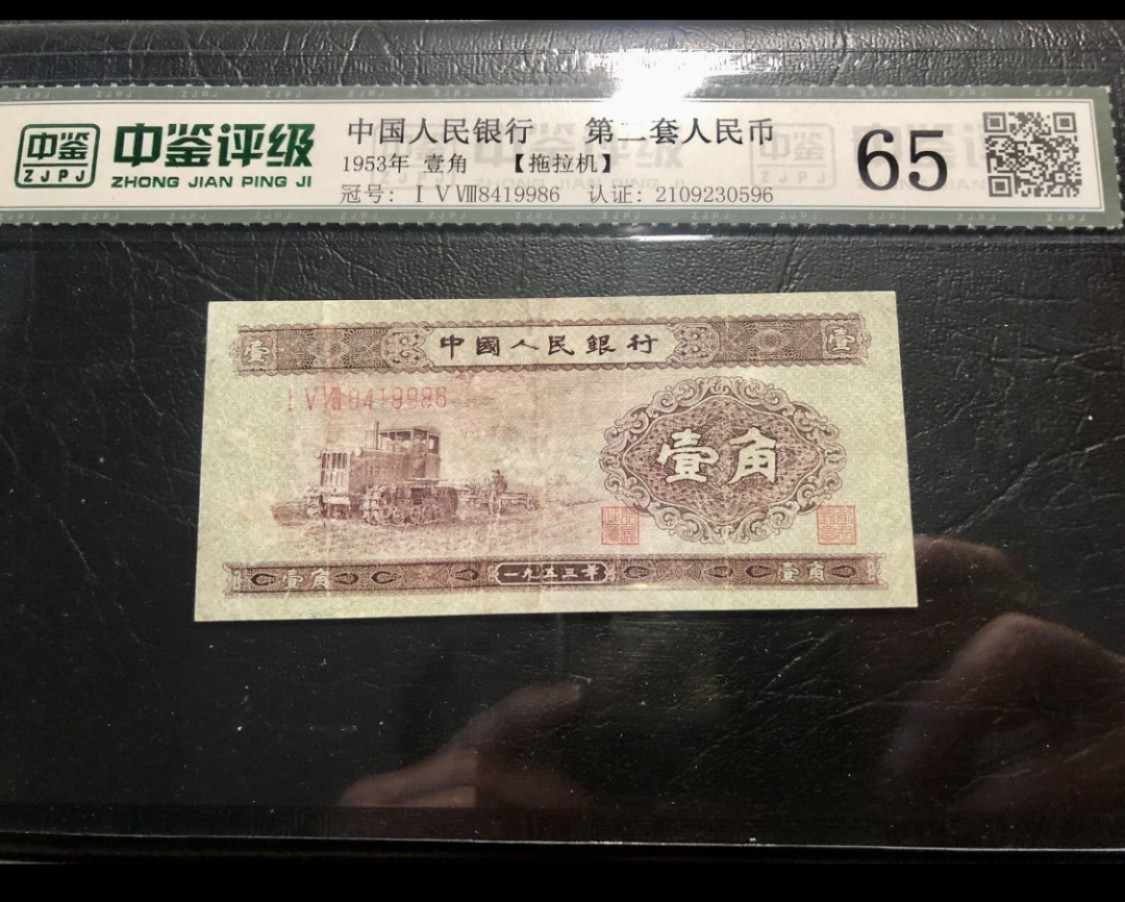 中鉴
ZJPJ
中鉴评级
ZHONG JIAN PING JI
中国人民银行 第二套人民币
1953年 壹角 【拖拉机】
冠号: ⅠⅤⅧ8419986 认证: 2109230596
65
壹 中國人民銀行 壹
ⅠⅤⅧ8419986
壹角
壹角 一九五三年 壹角